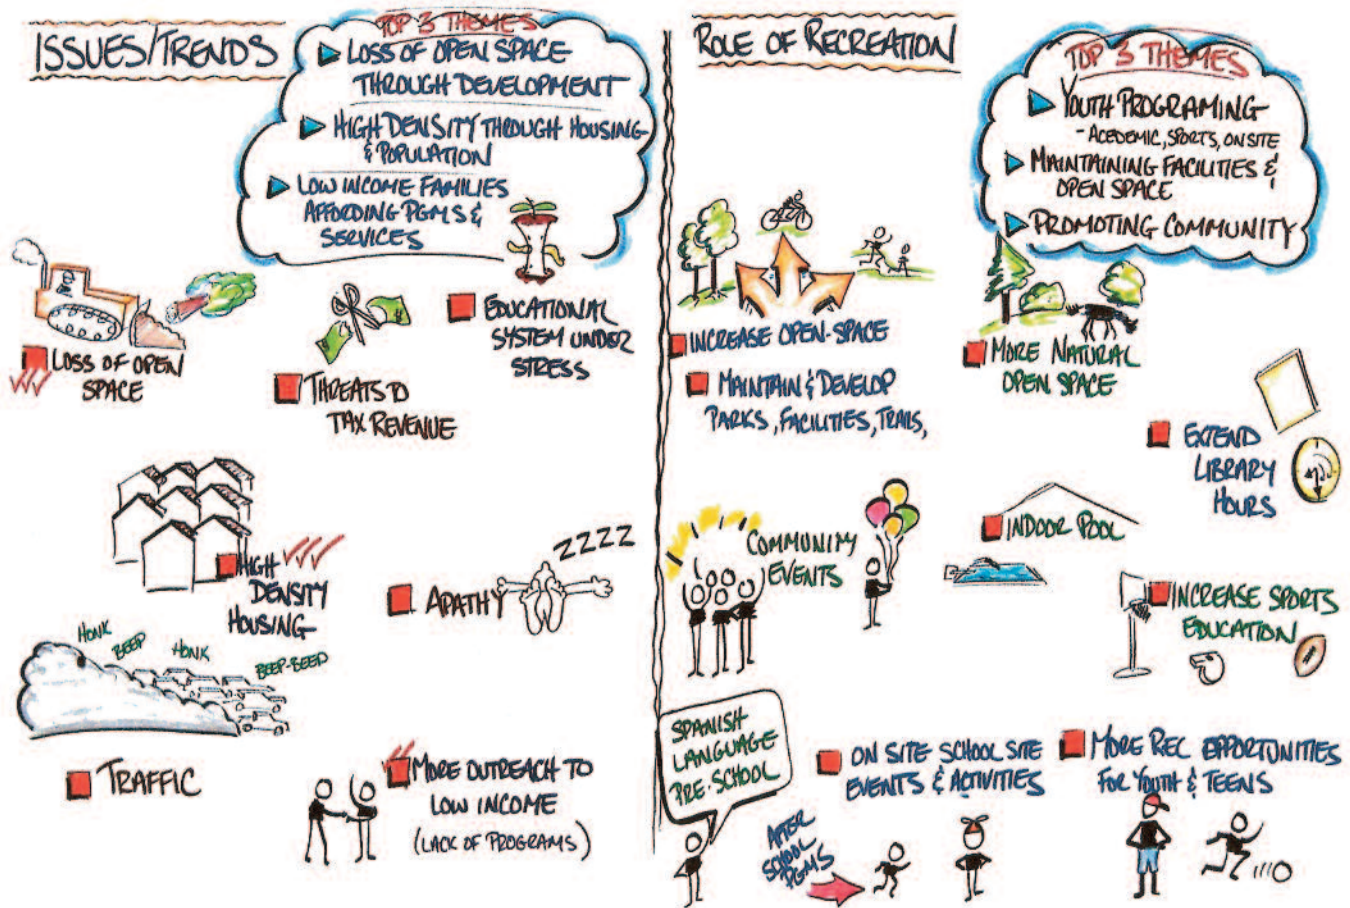 ISSUES/TRENDS
TOP 3 THEMES
LOSS OF OPEN SPACE
THROUGH DEVELOPMENT
HIGH DENSITY THROUGH HOUSING
& POPULATION
LOW INCOME FAMILIES
AFFORDING PGMS &
SERVICES
LOSS OF OPEN
SPACE
THREATS TO
TAX REVENUE
EDUCATIONAL
SYSTEM UNDER
STRESS
HIGH
DENSITY
HOUSING
APATHY
ZZZZ
HONK
BEEP
HONK
BEEP-BEEP
TRAFFIC
MORE OUTREACH TO
LOW INCOME
(LACK OF PROGRAMS)
ROLE OF RECREATION
TOP 3 THEMES
YOUTH PROGRAMING
- ACEDEMIC, SPORTS, ON SITE
MAINTAINING FACILITIES &
OPEN SPACE
PROMOTING COMMUNITY
INCREASE OPEN-SPACE
MAINTAIN & DEVELOP
PARKS, FACILITIES, TRAILS,
MORE NATURAL
OPEN SPACE
EXTEND
LIBRARY
HOURS
COMMUNITY
EVENTS
INDOOR POOL
INCREASE SPORTS
EDUCATION
SPANISH
LANGUAGE
PRE-SCHOOL
ON SITE SCHOOL SITE
EVENTS & ACTIVITIES
MORE REC OPPORTUNITIES
FOR YOUTH & TEENS
AFTER
SCHOOL
PGMS